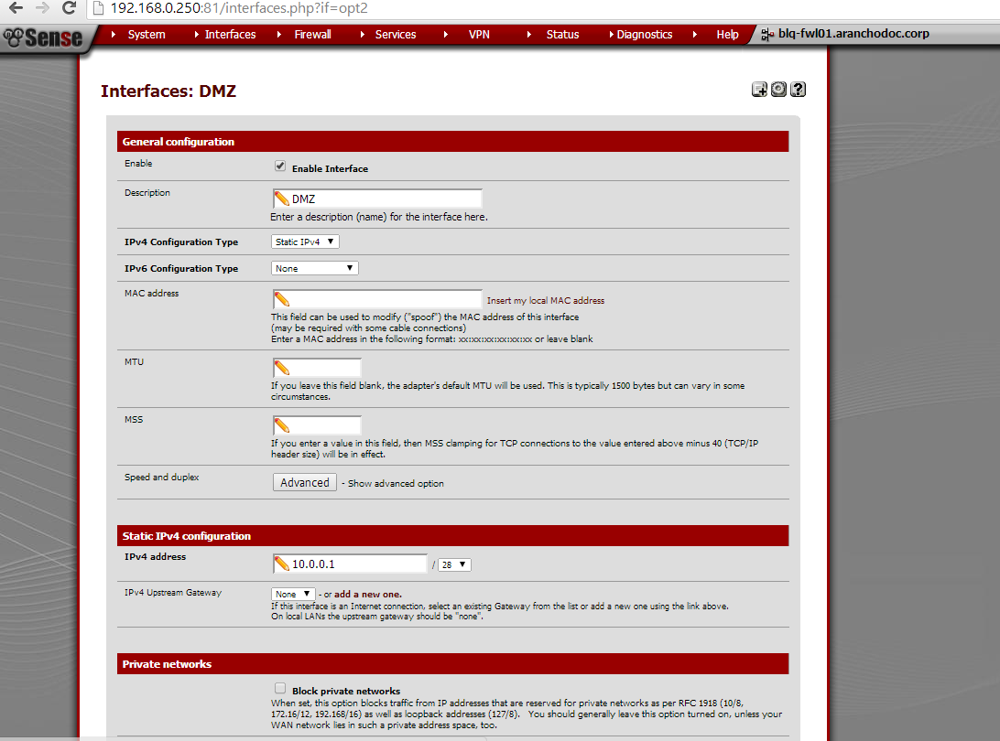 192.168.0.250:81/interfaces.php?if=opt2
Sense System Interfaces Firewall Services VPN Status Diagnostics Help blq-fwl01.aranchodoc.corp
Interfaces: DMZ
General configuration
Enable
Enable Interface
Description
DMZ
Enter a description (name) for the interface here.
IPv4 Configuration Type
Static IPv4
IPv6 Configuration Type
None
MAC address
Insert my local MAC address
This field can be used to modify ("spoof") the MAC address of this interface
(may be required with some cable connections)
Enter a MAC address in the following format: xx:xx:xx:xx:xx:xx or leave blank
MTU
If you leave this field blank, the adapter's default MTU will be used. This is typically 1500 bytes but can vary in some
circumstances.
MSS
If you enter a value in this field, then MSS clamping for TCP connections to the value entered above minus 40 (TCP/IP
header size) will be in effect.
Speed and duplex
Advanced - Show advanced option
Static IPv4 configuration
IPv4 address
10.0.0.1 / 28
IPv4 Upstream Gateway
None - or add a new one.
If this interface is an Internet connection, select an existing Gateway from the list or add a new one using the link above.
On local LANs the upstream gateway should be "none".
Private networks
Block private networks
When set, this option blocks traffic from IP addresses that are reserved for private networks as per RFC 1918 (10/8,
172.16/12, 192.168/16) as well as loopback addresses (127/8). You should generally leave this option turned on, unless your
WAN network lies in such a private address space, too.